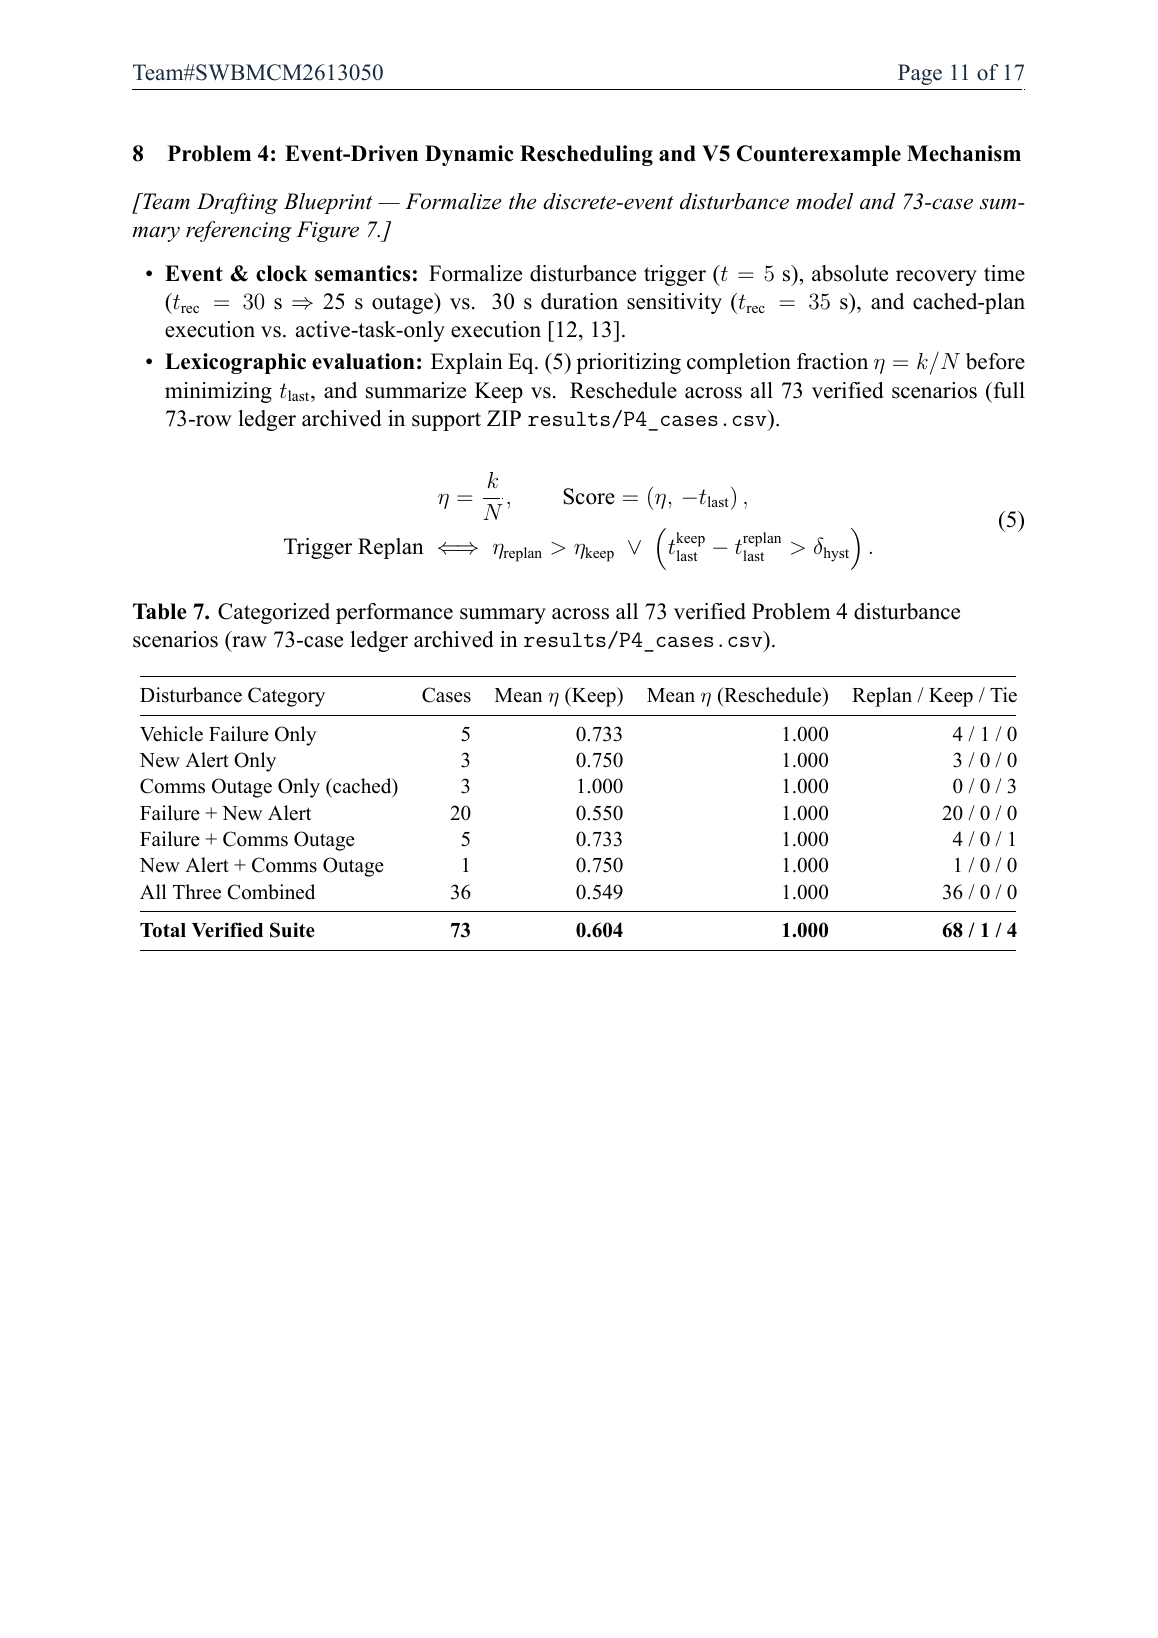 Team#SWBMCM2613050 Page 11 of 17
8 Problem 4: Event-Driven Dynamic Rescheduling and V5 Counterexample Mechanism
[Team Drafting Blueprint — Formalize the discrete-event disturbance model and 73-case sum-
mary referencing Figure 7.]
• Event & clock semantics: Formalize disturbance trigger (t = 5 s), absolute recovery time
(t_rec = 30 s ⇒ 25 s outage) vs. 30 s duration sensitivity (t_rec = 35 s), and cached-plan
execution vs. active-task-only execution [12, 13].
• Lexicographic evaluation: Explain Eq. (5) prioritizing completion fraction η = k/N before
minimizing t_last, and summarize Keep vs. Reschedule across all 73 verified scenarios (full
73-row ledger archived in support ZIP results/P4_cases.csv).
η = k/N, Score = (η, −t_last),
(5)
Trigger Replan ⟺ η_replan > η_keep ∨ (t_last^keep − t_last^replan > δ_hyst).
Table 7. Categorized performance summary across all 73 verified Problem 4 disturbance
scenarios (raw 73-case ledger archived in results/P4_cases.csv).
Disturbance Category Cases Mean η (Keep) Mean η (Reschedule) Replan / Keep / Tie
Vehicle Failure Only 5 0.733 1.000 4 / 1 / 0
New Alert Only 3 0.750 1.000 3 / 0 / 0
Comms Outage Only (cached) 3 1.000 1.000 0 / 0 / 3
Failure + New Alert 20 0.550 1.000 20 / 0 / 0
Failure + Comms Outage 5 0.733 1.000 4 / 0 / 1
New Alert + Comms Outage 1 0.750 1.000 1 / 0 / 0
All Three Combined 36 0.549 1.000 36 / 0 / 0
Total Verified Suite 73 0.604 1.000 68 / 1 / 4